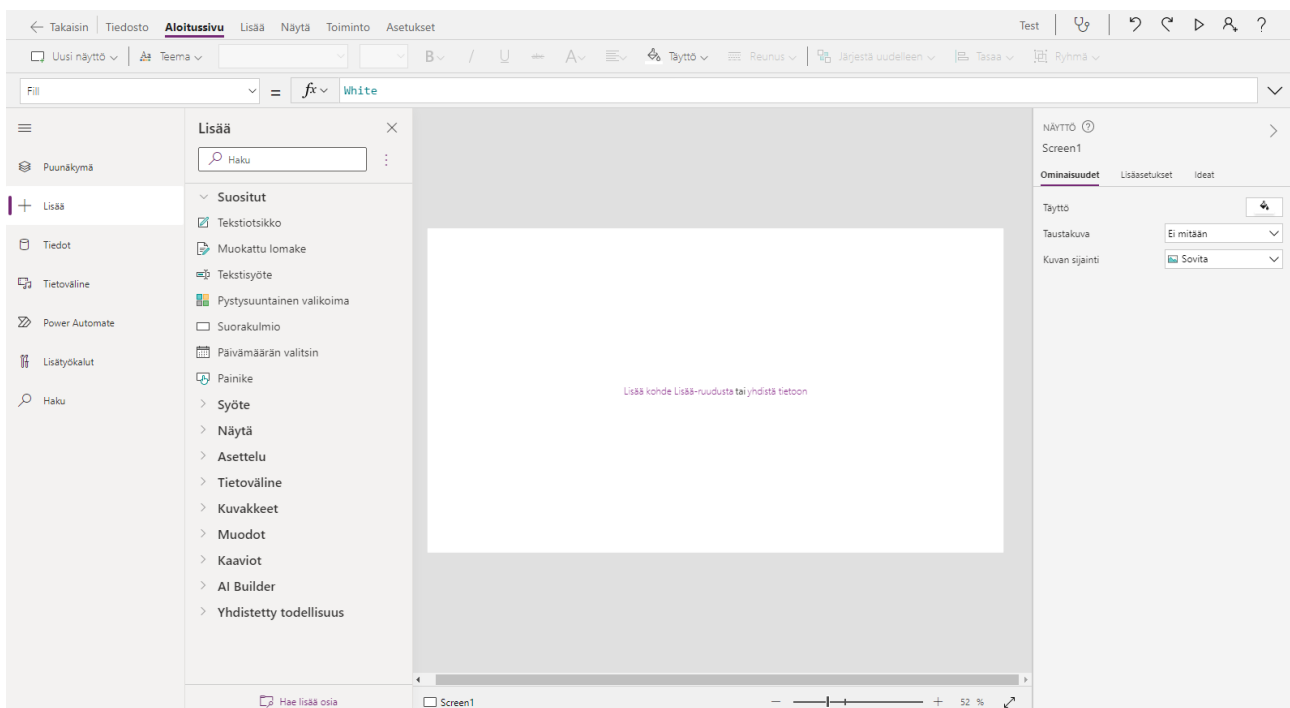 Takaisin Tiedosto Aloitussivu Lisää Näytä Toiminto Asetukset Test
Uusi näyttö Teema B / U abc A Täyttö Reunus Järjestä uudelleen Tasaa Ryhmä
Fill = fx White
Lisää
Haku
Puunäkymä
Lisää
Tiedot
Tietoväline
Power Automate
Lisätyökalut
Haku
Suositut
Tekstiotsikko
Muokattu lomake
Tekstisyöte
Pystysuuntainen valikoima
Suorakulmio
Päivämäärän valitsin
Painike
Syöte
Näytä
Asettelu
Tietoväline
Kuvakkeet
Muodot
Kaaviot
AI Builder
Yhdistetty todellisuus
Hae lisää osia
Lisää kohde Lisää-ruudusta tai yhdistä tietoon
Screen1 52 %
NÄYTTÖ
Screen1
Ominaisuudet Lisäasetukset Ideat
Täyttö
Taustakuva Ei mitään
Kuvan sijainti Sovita